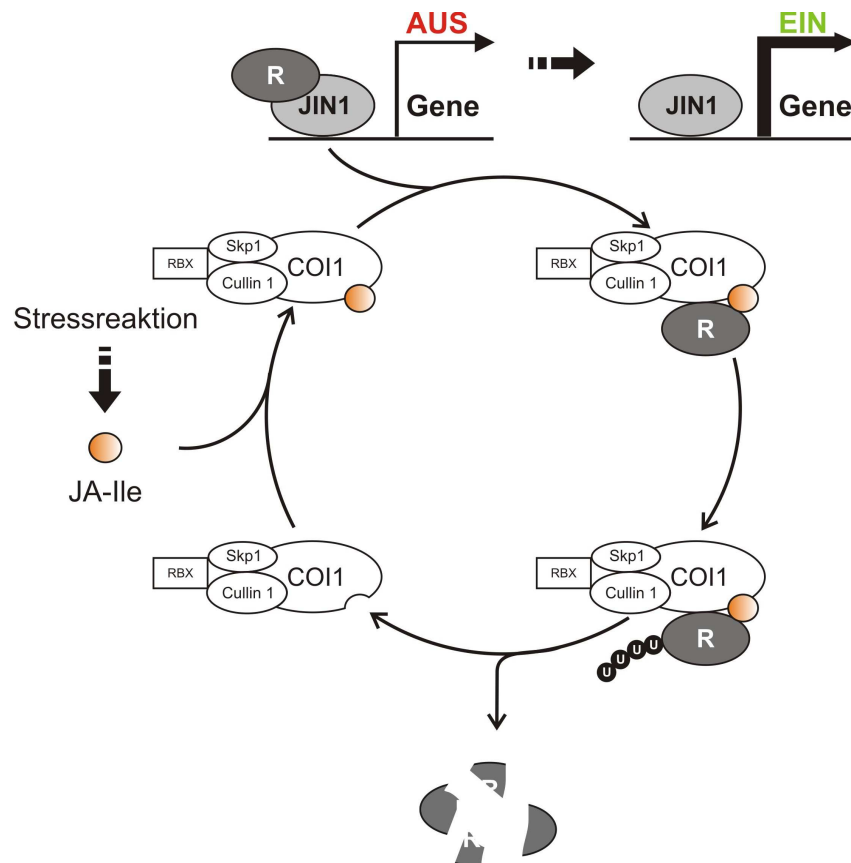 AUS
EIN
R
JIN1
Gene
JIN1
Gene
RBX
Skp1
Cullin 1
COI1
RBX
Skp1
Cullin 1
COI1
R
Stressreaktion
JA-Ile
RBX
Skp1
Cullin 1
COI1
RBX
Skp1
Cullin 1
COI1
R
U U U U
R
R